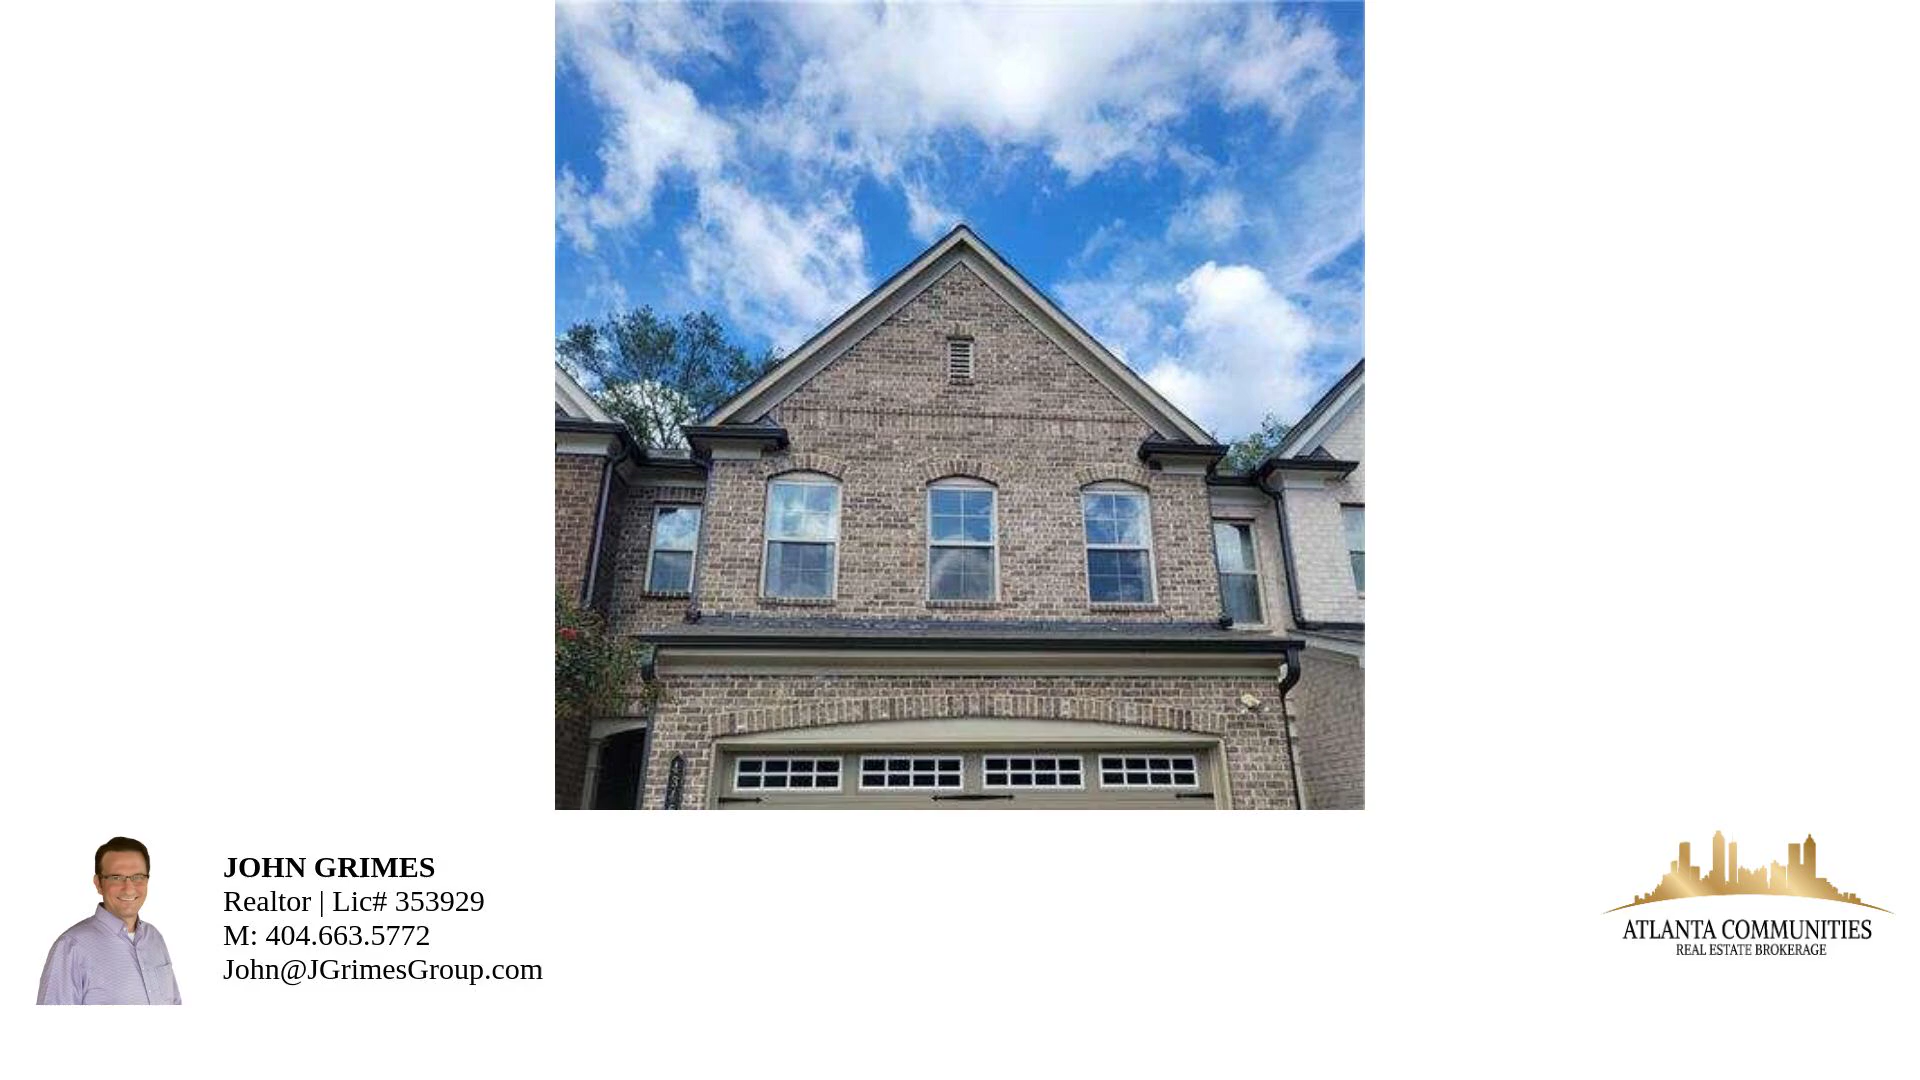 JOHN GRIMES
Realtor | Lic# 353929
M: 404.663.5772
John@JGrimesGroup.com
ATLANTA COMMUNITIES
REAL ESTATE BROKERAGE